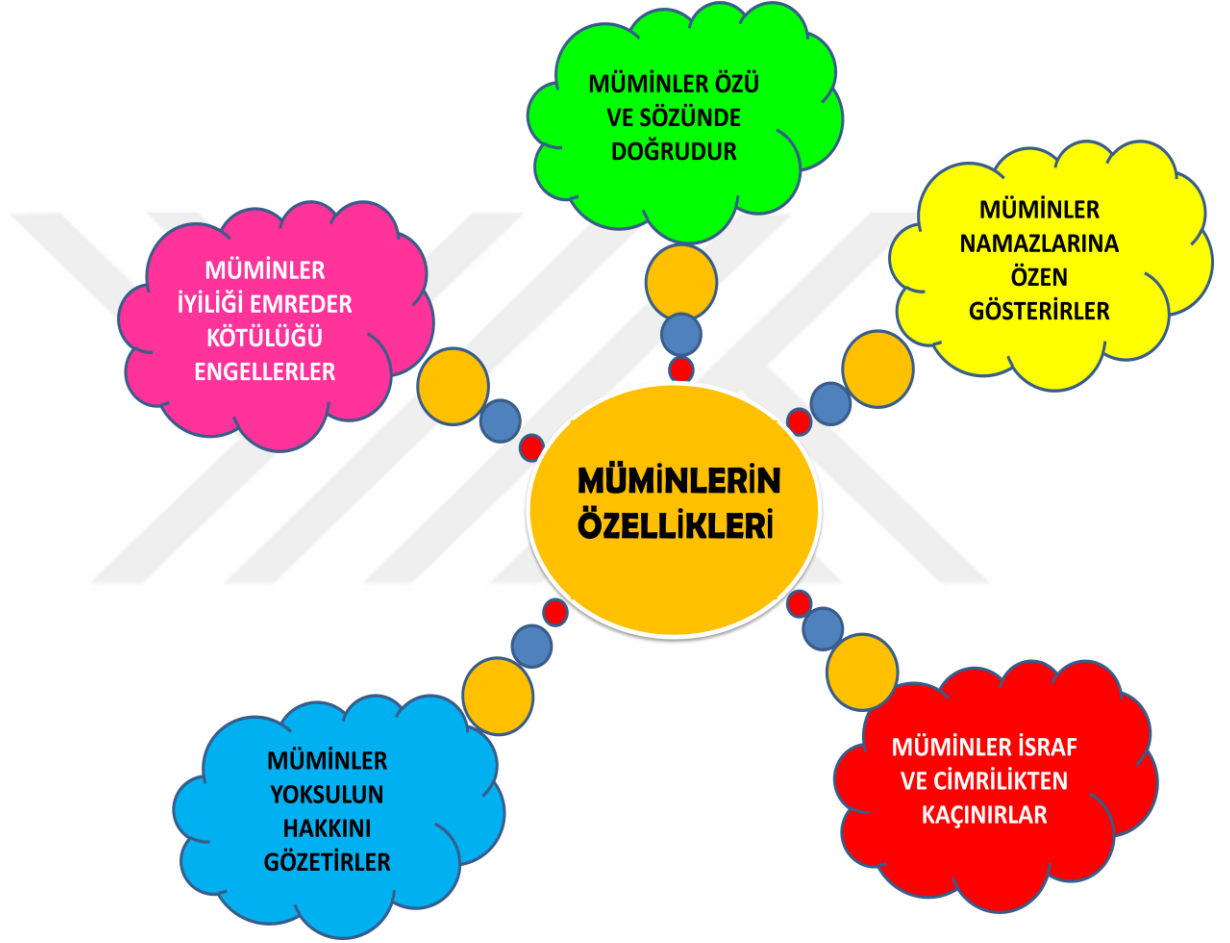 MÜMİNLER ÖZÜ
VE SÖZÜNDE
DOĞRUDUR
MÜMİNLER
NAMAZLARINA
ÖZEN
GÖSTERİRLER
MÜMİNLER
İYİLİĞİ EMREDER
KÖTÜLÜĞÜ
ENGELLERLER
MÜMİNLERİN
ÖZELLİKLERİ
MÜMİNLER
YOKSULUN
HAKKINI
GÖZETİRLER
MÜMİNLER İSRAF
VE CİMRİLİKTEN
KAÇINIRLAR